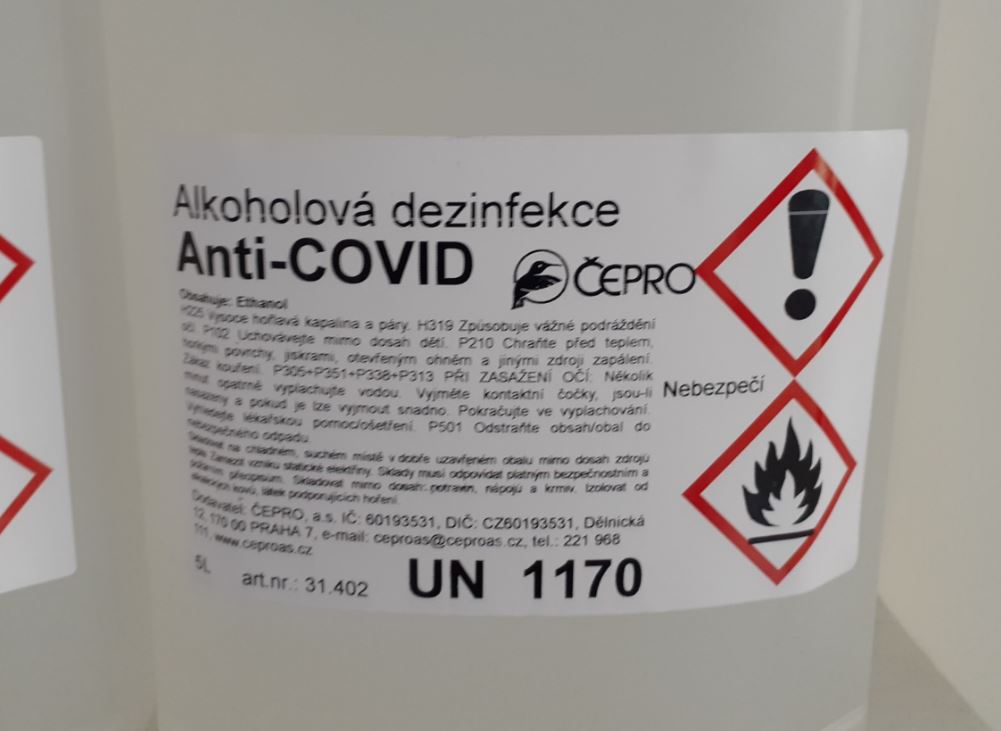 Alkoholová dezinfekce
Anti-COVID
ČEPRO
Obsahuje: Ethanol
H225 Vysoce hořlavá kapalina a páry. H319 Způsobuje vážné podráždění
očí. P102 Uchovávejte mimo dosah dětí. P210 Chraňte před teplem,
horkými povrchy, jiskrami, otevřeným ohněm a jinými zdroji zapálení.
Zákaz kouření. P305+P351+P338+P313 PŘI ZASAŽENÍ OČÍ: Několik
minut opatrně vyplachujte vodou. Vyjměte kontaktní čočky, jsou-li
nasazeny a pokud je lze vyjmout snadno. Pokračujte ve vyplachování.
Vyhledejte lékařskou pomoc/ošetření. P501 Odstraňte obsah/obal do
nebezpečného odpadu.
Skladovat na chladném, suchém místě v dobře uzavřeném obalu mimo dosah zdrojů
tepla. Zamezit vzniku statické elektřiny. Sklady musí odpovídat platným bezpečnostním a
požárním přeopisum. Skladovat mimo dosah: potravin, nápojů a krmiv. Izolovat od
alkalických kovů, látek podporujících hoření.
Dodavatel: ČEPRO, a.s. IČ: 60193531, DIČ: CZ60193531, Dělnická
12, 170 00 PRAHA 7, e-mail: ceproas@ceproas.cz, tel.: 221 968
111, www.ceproas.cz
5L
art.nr.: 31.402
UN 1170
Nebezpečí